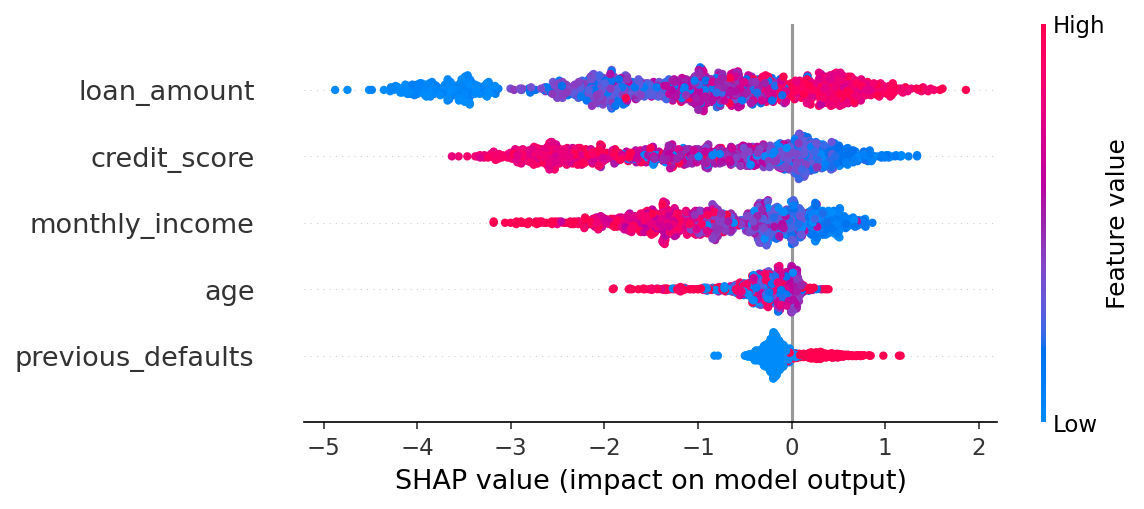 High
loan_amount
credit_score
monthly_income
age
previous_defaults
Feature value
Low
−5 −4 −3 −2 −1 0 1 2
SHAP value (impact on model output)